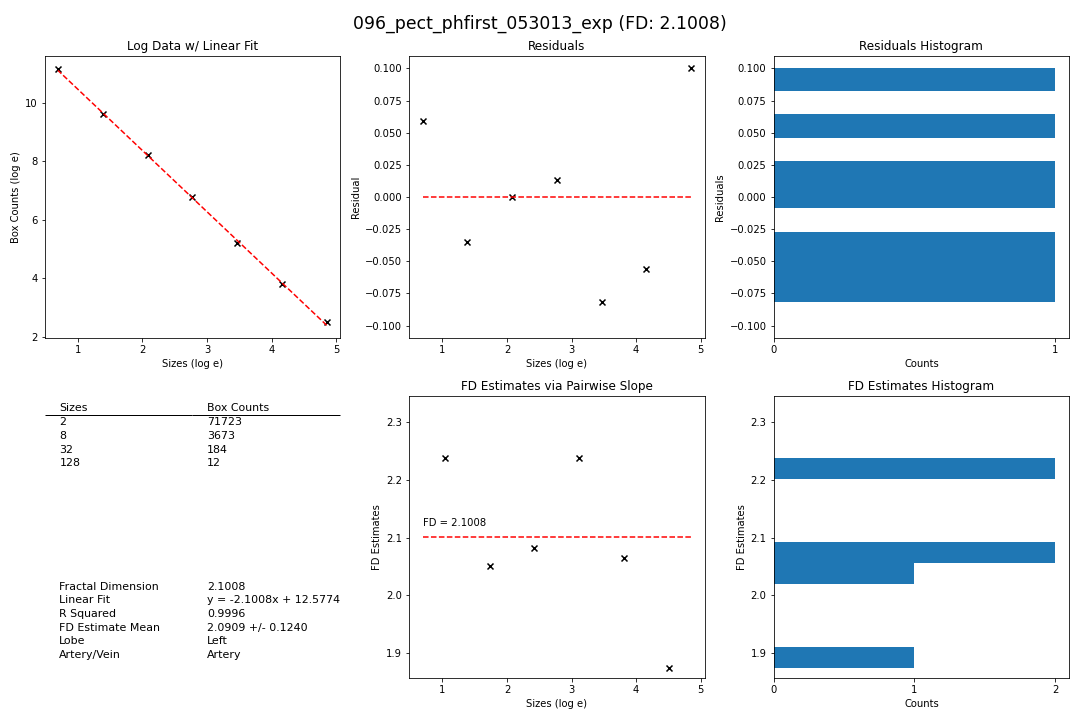 096_pect_phfirst_053013_exp (FD: 2.1008)
Log Data w/ Linear Fit
Box Counts (log e)
10
8
6
4
2
1 2 3 4 5
Sizes (log e)
Residuals
Residual
0.100
0.075
0.050
0.025
0.000
−0.025
−0.050
−0.075
−0.100
1 2 3 4 5
Sizes (log e)
Residuals Histogram
Residuals
0.100
0.075
0.050
0.025
0.000
−0.025
−0.050
−0.075
−0.100
0 1
Counts
Sizes Box Counts
2 71723
8 3673
32 184
128 12
Fractal Dimension 2.1008
Linear Fit y = -2.1008x + 12.5774
R Squared 0.9996
FD Estimate Mean 2.0909 +/- 0.1240
Lobe Left
Artery/Vein Artery
FD Estimates via Pairwise Slope
FD Estimates
2.3
2.2
2.1
2.0
1.9
FD = 2.1008
1 2 3 4 5
Sizes (log e)
FD Estimates Histogram
FD Estimates
2.3
2.2
2.1
2.0
1.9
0 1 2
Counts